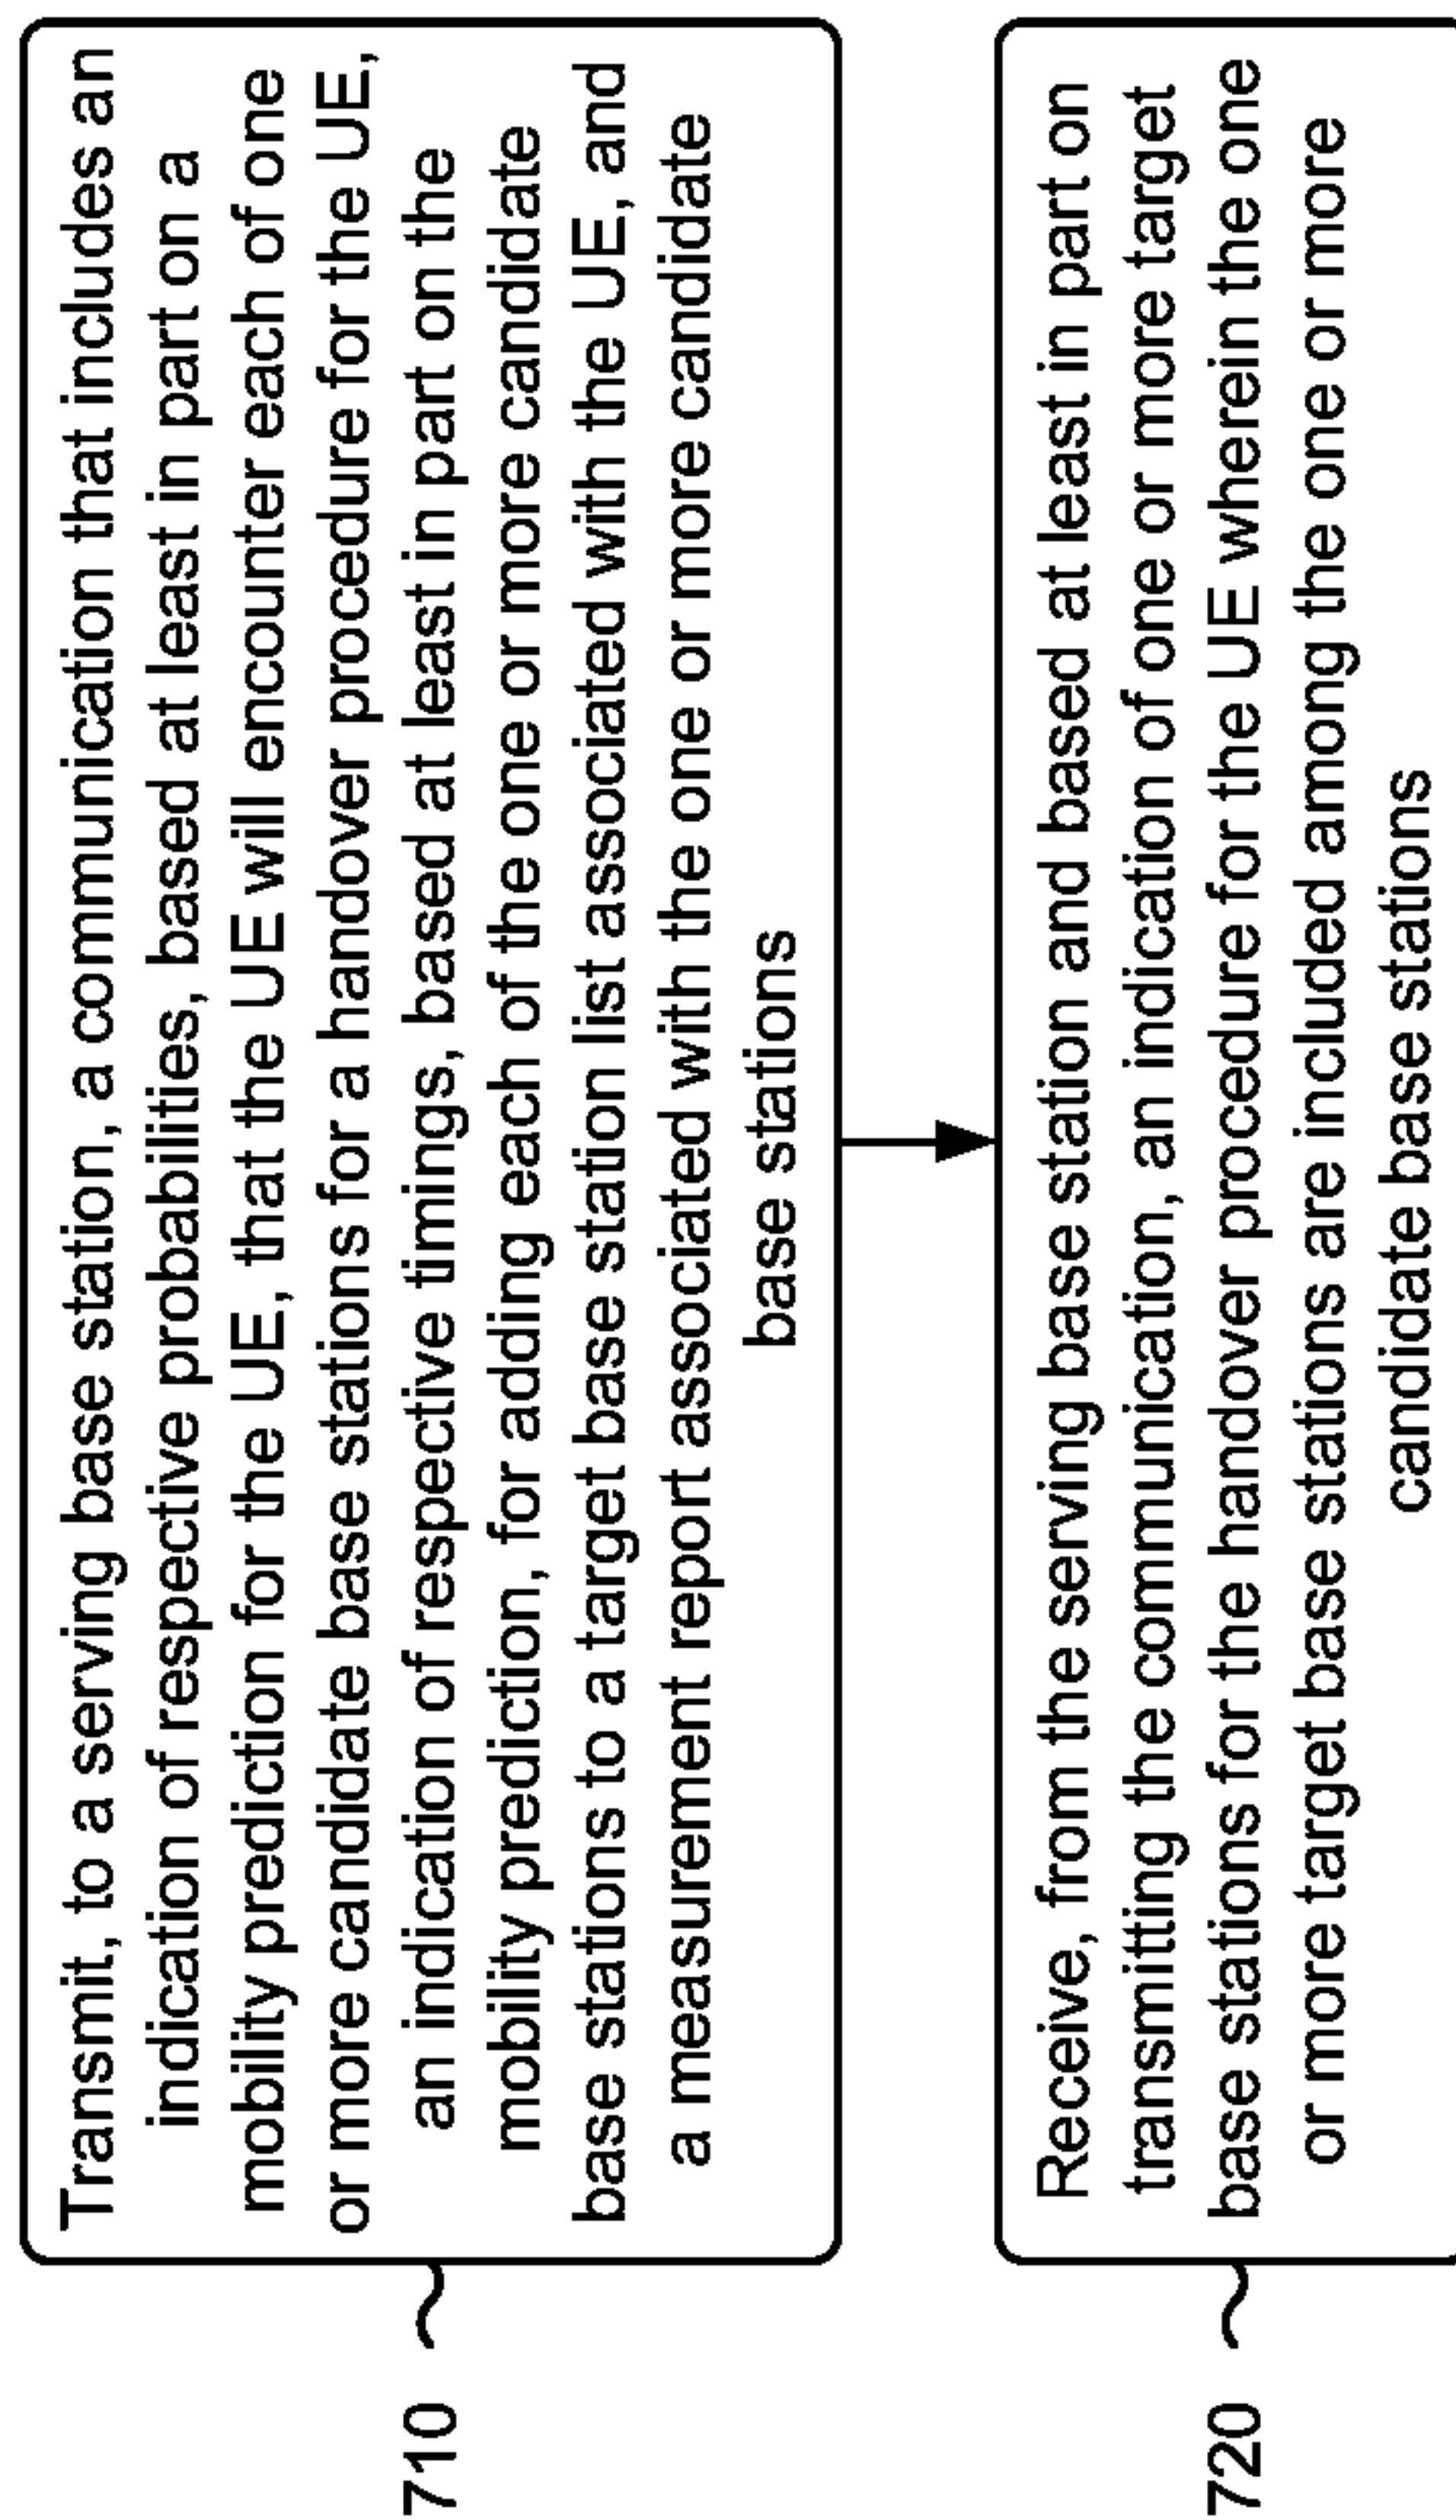 710
Transmit, to a serving base station, a communication that includes an
indication of respective probabilities, based at least in part on a
mobility prediction for the UE, that the UE will encounter each of one
or more candidate base stations for a handover procedure for the UE,
an indication of respective timings, based at least in part on the
mobility prediction, for adding each of the one or more candidate
base stations to a target base station list associated with the UE, and
a measurement report associated with the one or more candidate
base stations
720
Receive, from the serving base station and based at least in part on
transmitting the communication, an indication of one or more target
base stations for the handover procedure for the UE wherein the one
or more target base stations are included among the one or more
candidate base stations